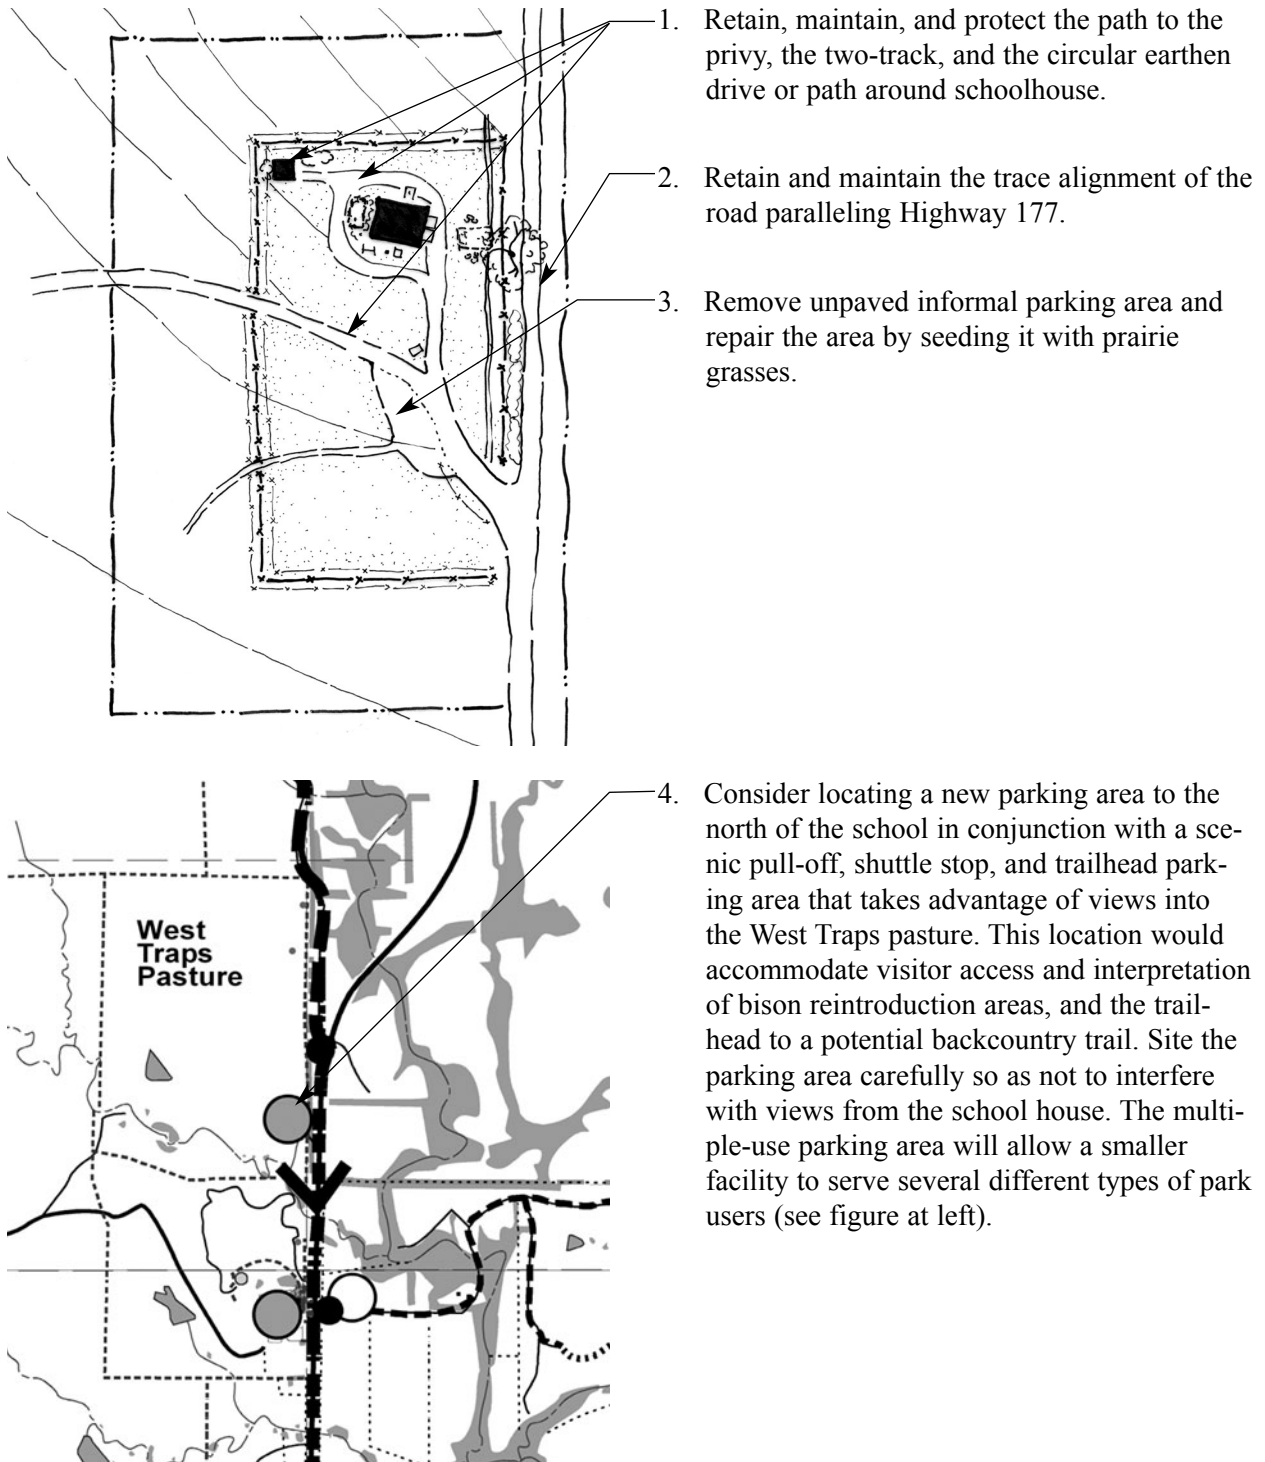 1. Retain, maintain, and protect the path to the
privy, the two-track, and the circular earthen
drive or path around schoolhouse.
2. Retain and maintain the trace alignment of the
road paralleling Highway 177.
3. Remove unpaved informal parking area and
repair the area by seeding it with prairie
grasses.
4. Consider locating a new parking area to the
north of the school in conjunction with a sce-
nic pull-off, shuttle stop, and trailhead park-
ing area that takes advantage of views into
the West Traps pasture. This location would
accommodate visitor access and interpretation
of bison reintroduction areas, and the trail-
head to a potential backcountry trail. Site the
parking area carefully so as not to interfere
with views from the school house. The multi-
ple-use parking area will allow a smaller
facility to serve several different types of park
users (see figure at left).
West
Traps
Pasture